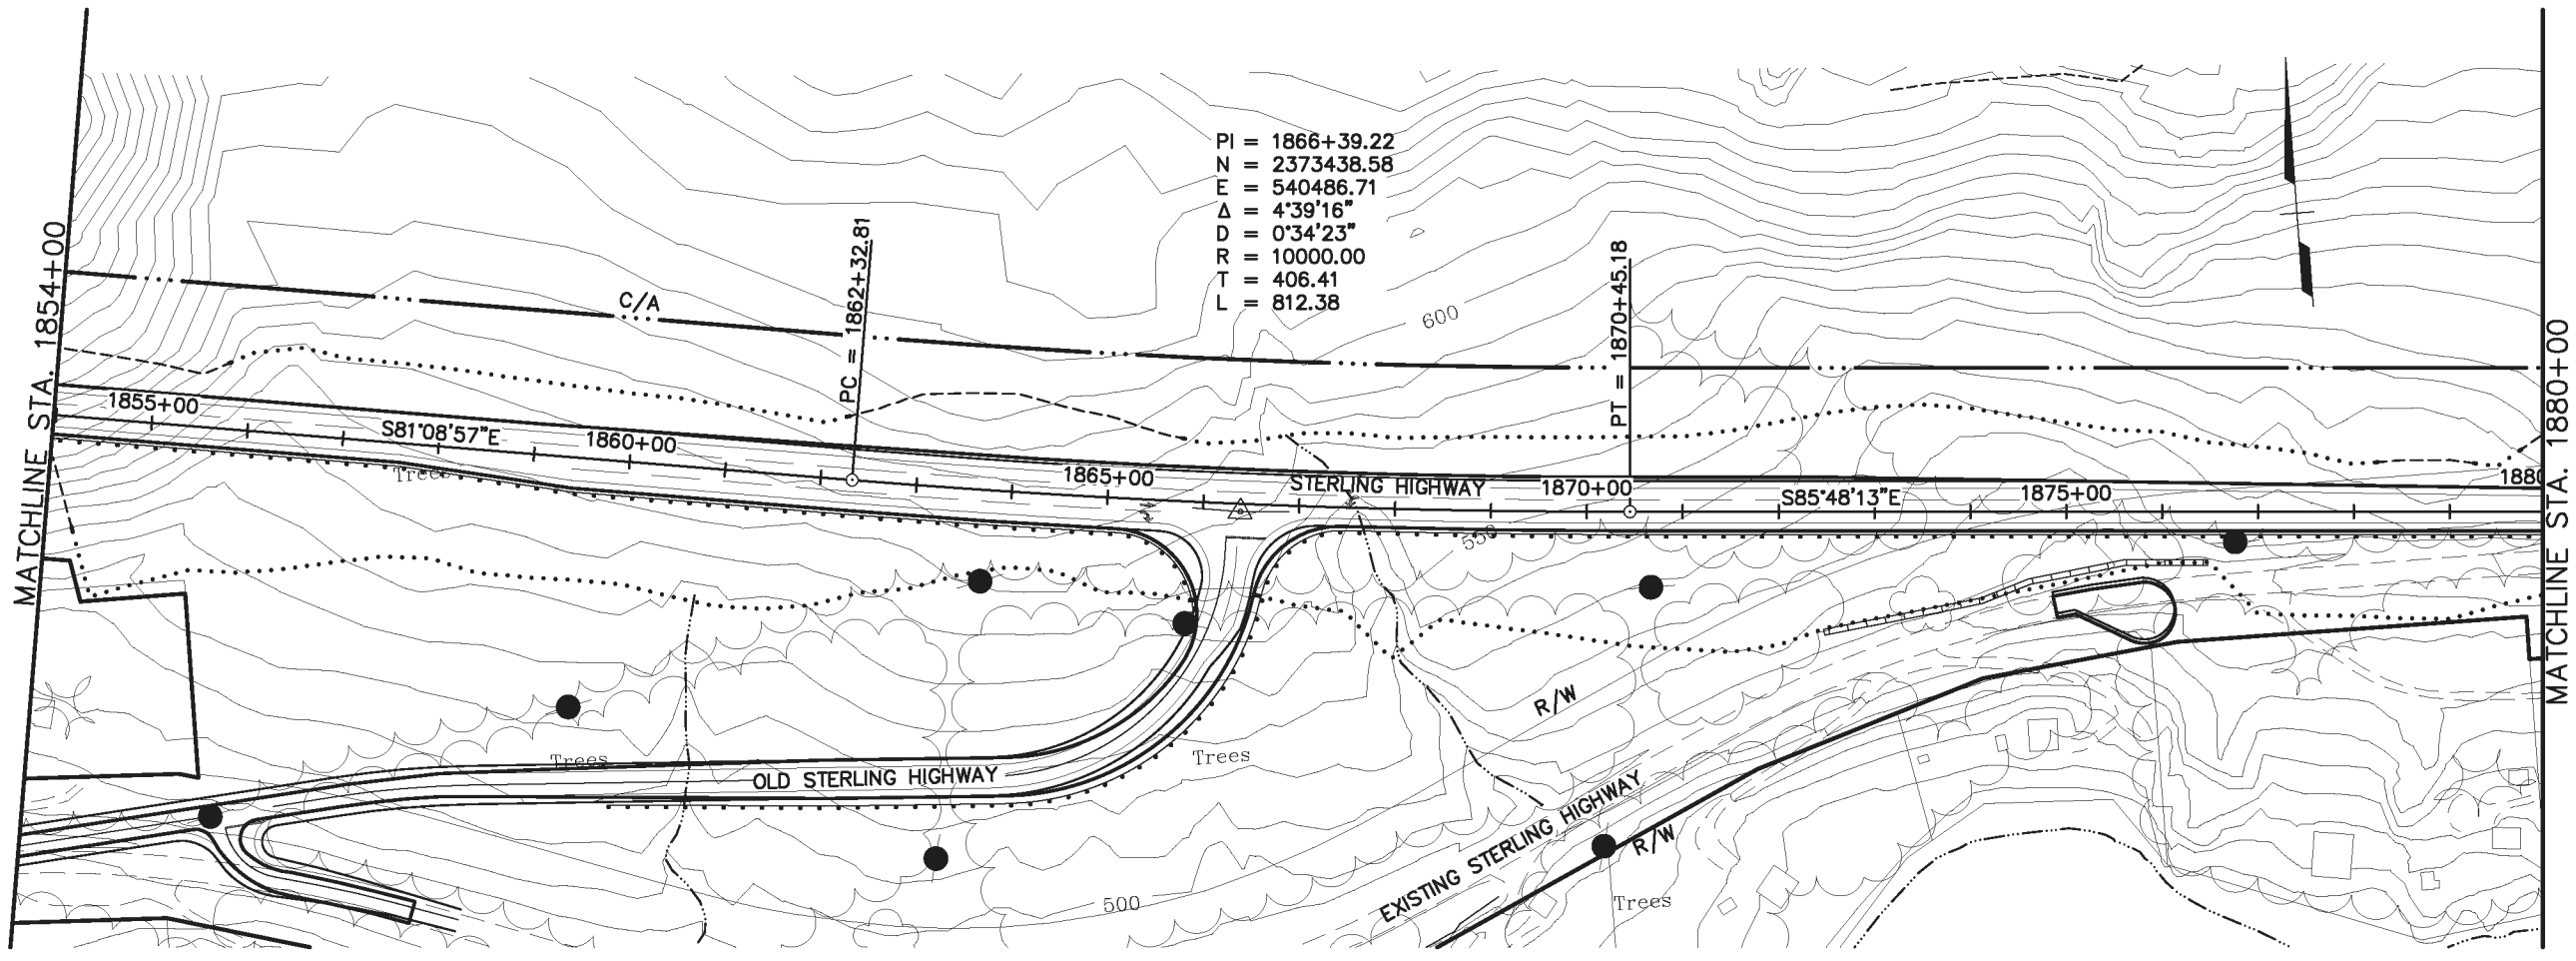 PI = 1866+39.22
N = 2373438.58
E = 540486.71
Δ = 4°39'16"
D = 0°34'23"
R = 10000.00
T = 406.41
L = 812.38
MATCHLINE STA. 1854+00
C/A
PC = 1862+32.81
600
PT = 1870+45.18
MATCHLINE STA. 1880+00
1855+00
S81°08'57"E
1860+00
1865+00
STERLING HIGHWAY
1870+00
S85°48'13"E
1875+00
1880
Trees
550
R/W
Trees
Trees
OLD STERLING HIGHWAY
EXISTING STERLING HIGHWAY
R/W
500
Trees